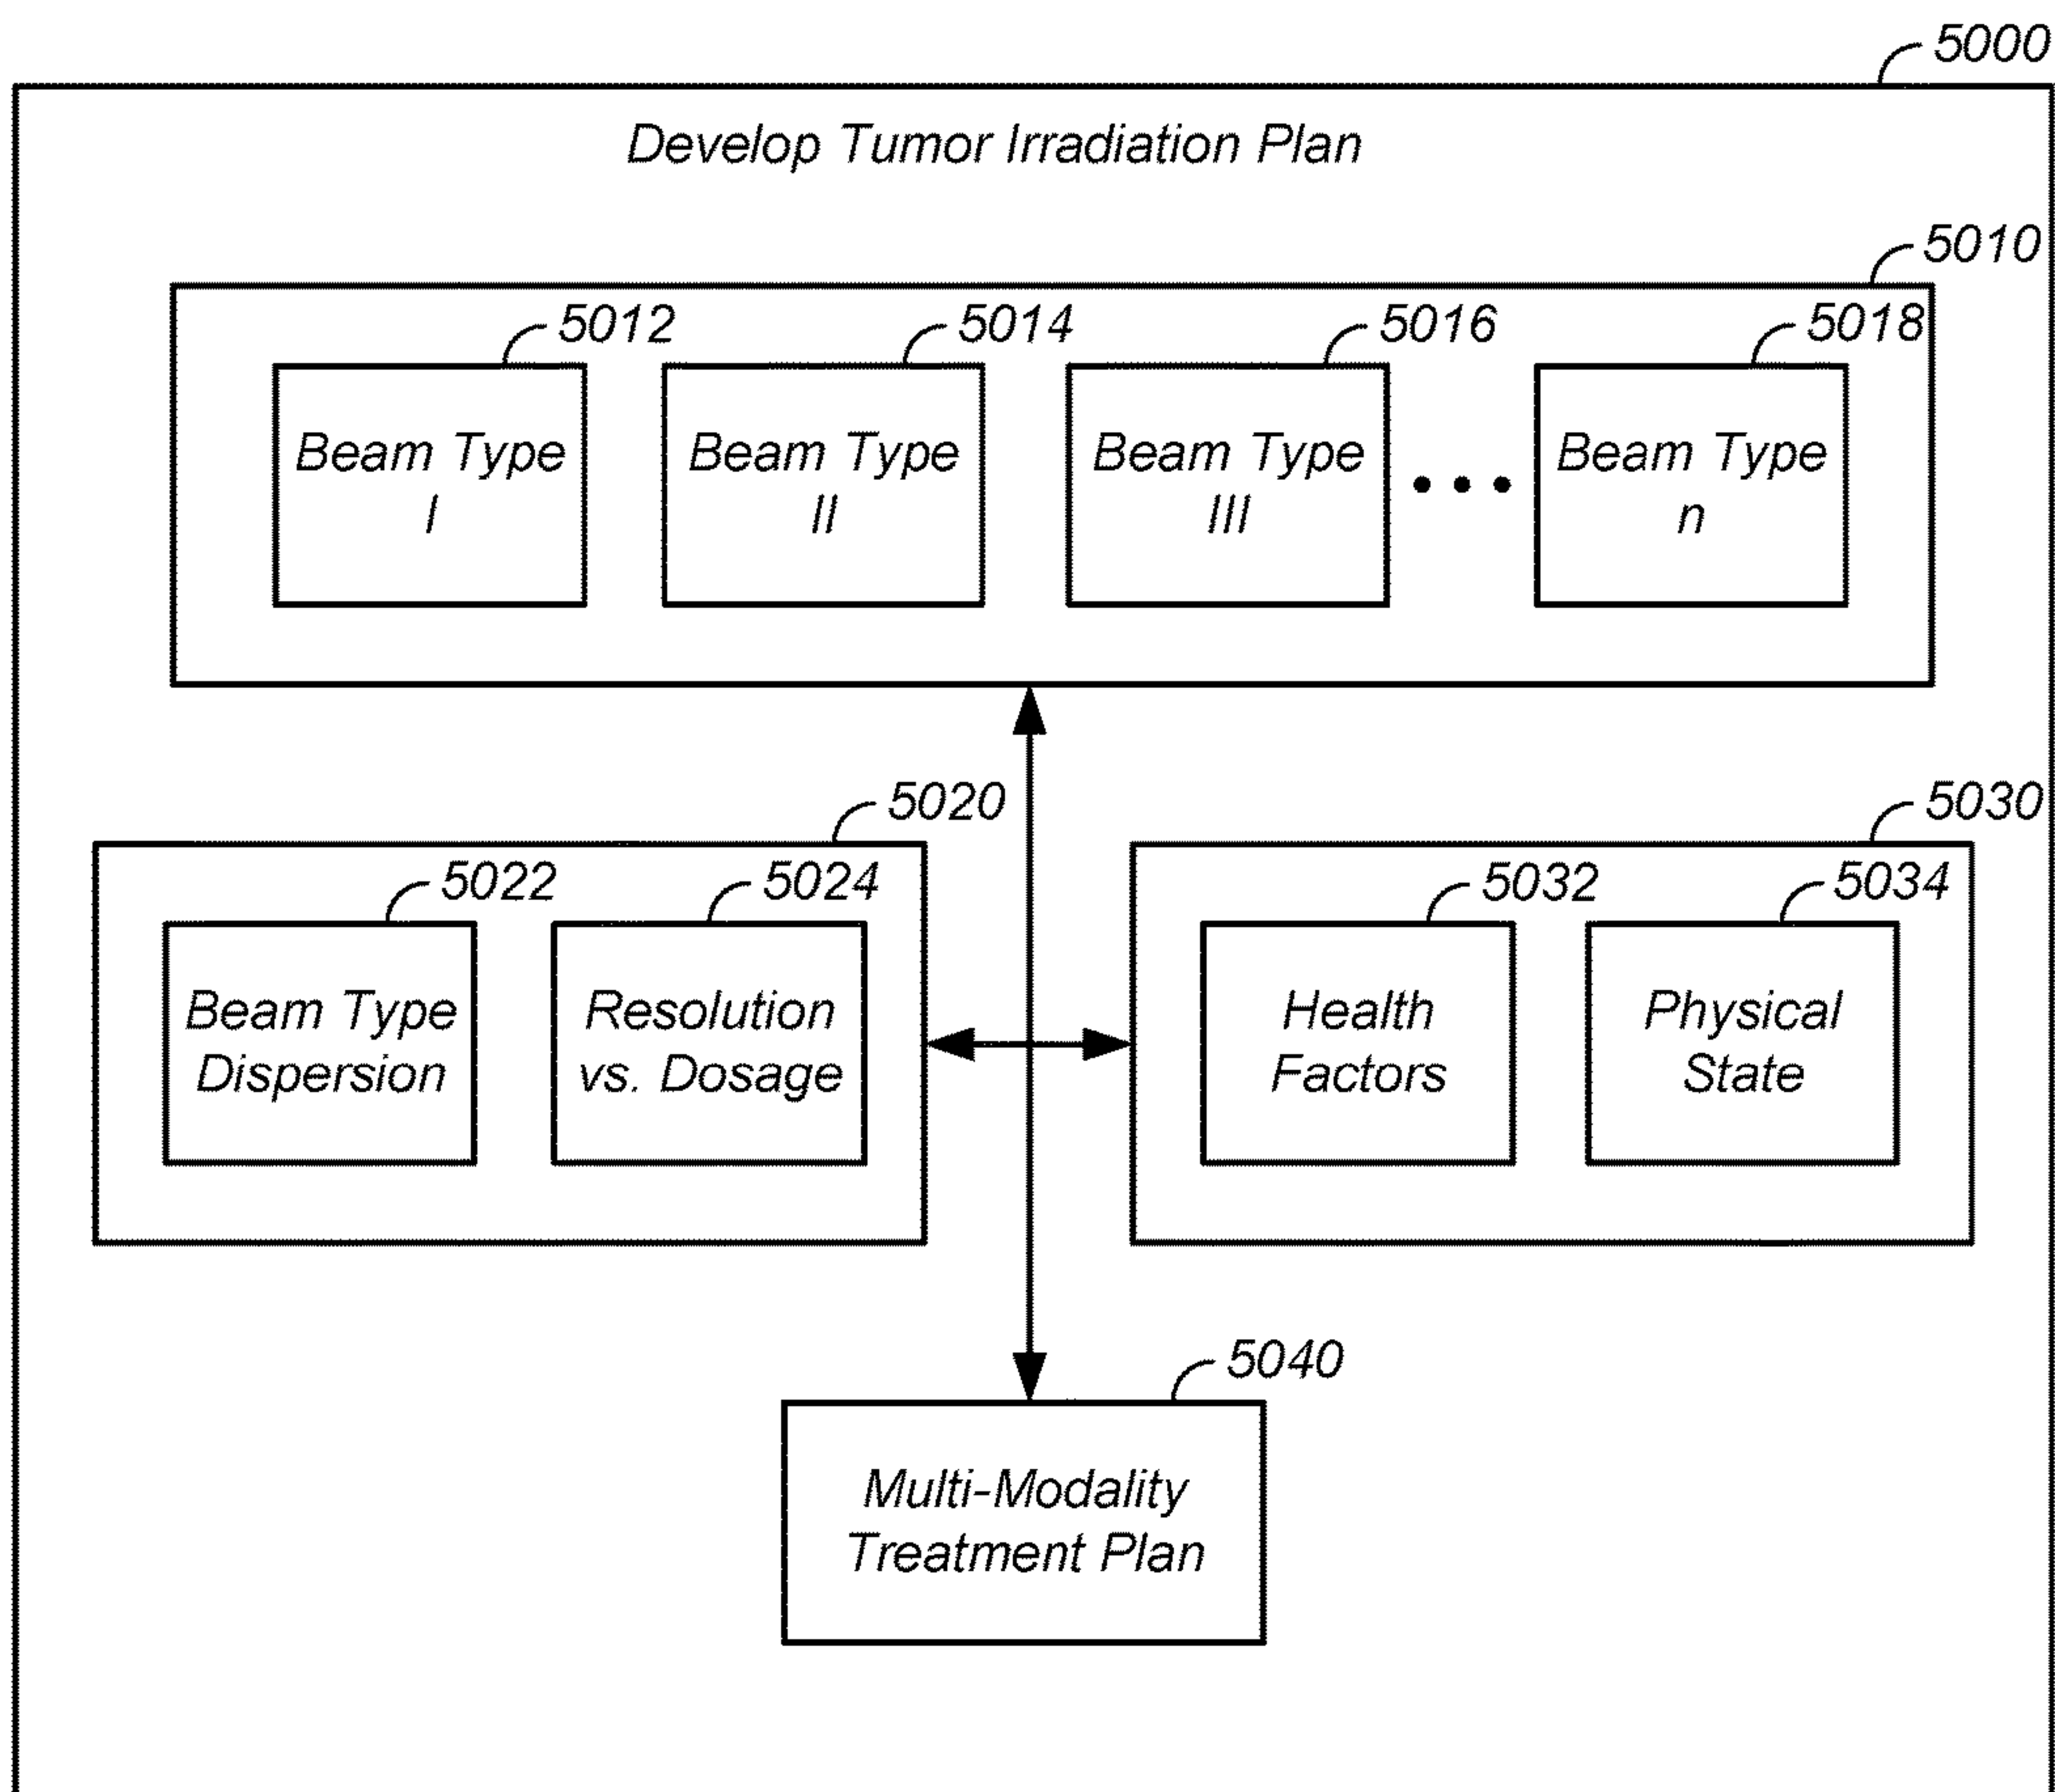 5000
Develop Tumor Irradiation Plan
5010
5012
5014
5016
5018
Beam Type
I
Beam Type
II
Beam Type
III
Beam Type
n
5020
5030
5022
5024
5032
5034
Beam Type
Dispersion
Resolution
vs. Dosage
Health
Factors
Physical
State
5040
Multi-Modality
Treatment Plan